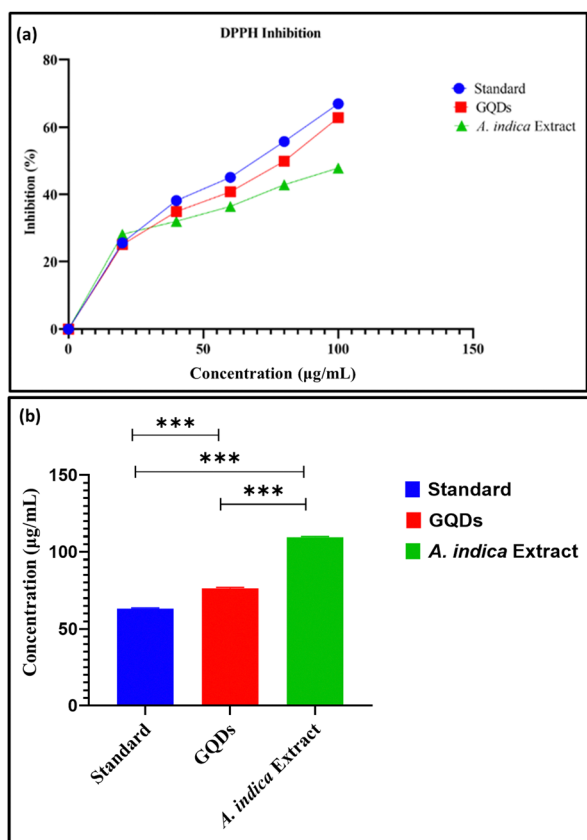 (a)
DPPH Inhibition
80
60
40
20
0
Inhibition (%)
0
50
100
150
Concentration (µg/mL)
Standard
GQDs
A. indica Extract
(b)
***
***
***
150
100
50
0
Concentration (µg/mL)
Standard
GQDs
A. indica Extract
Standard
GQDs
A. indica Extract